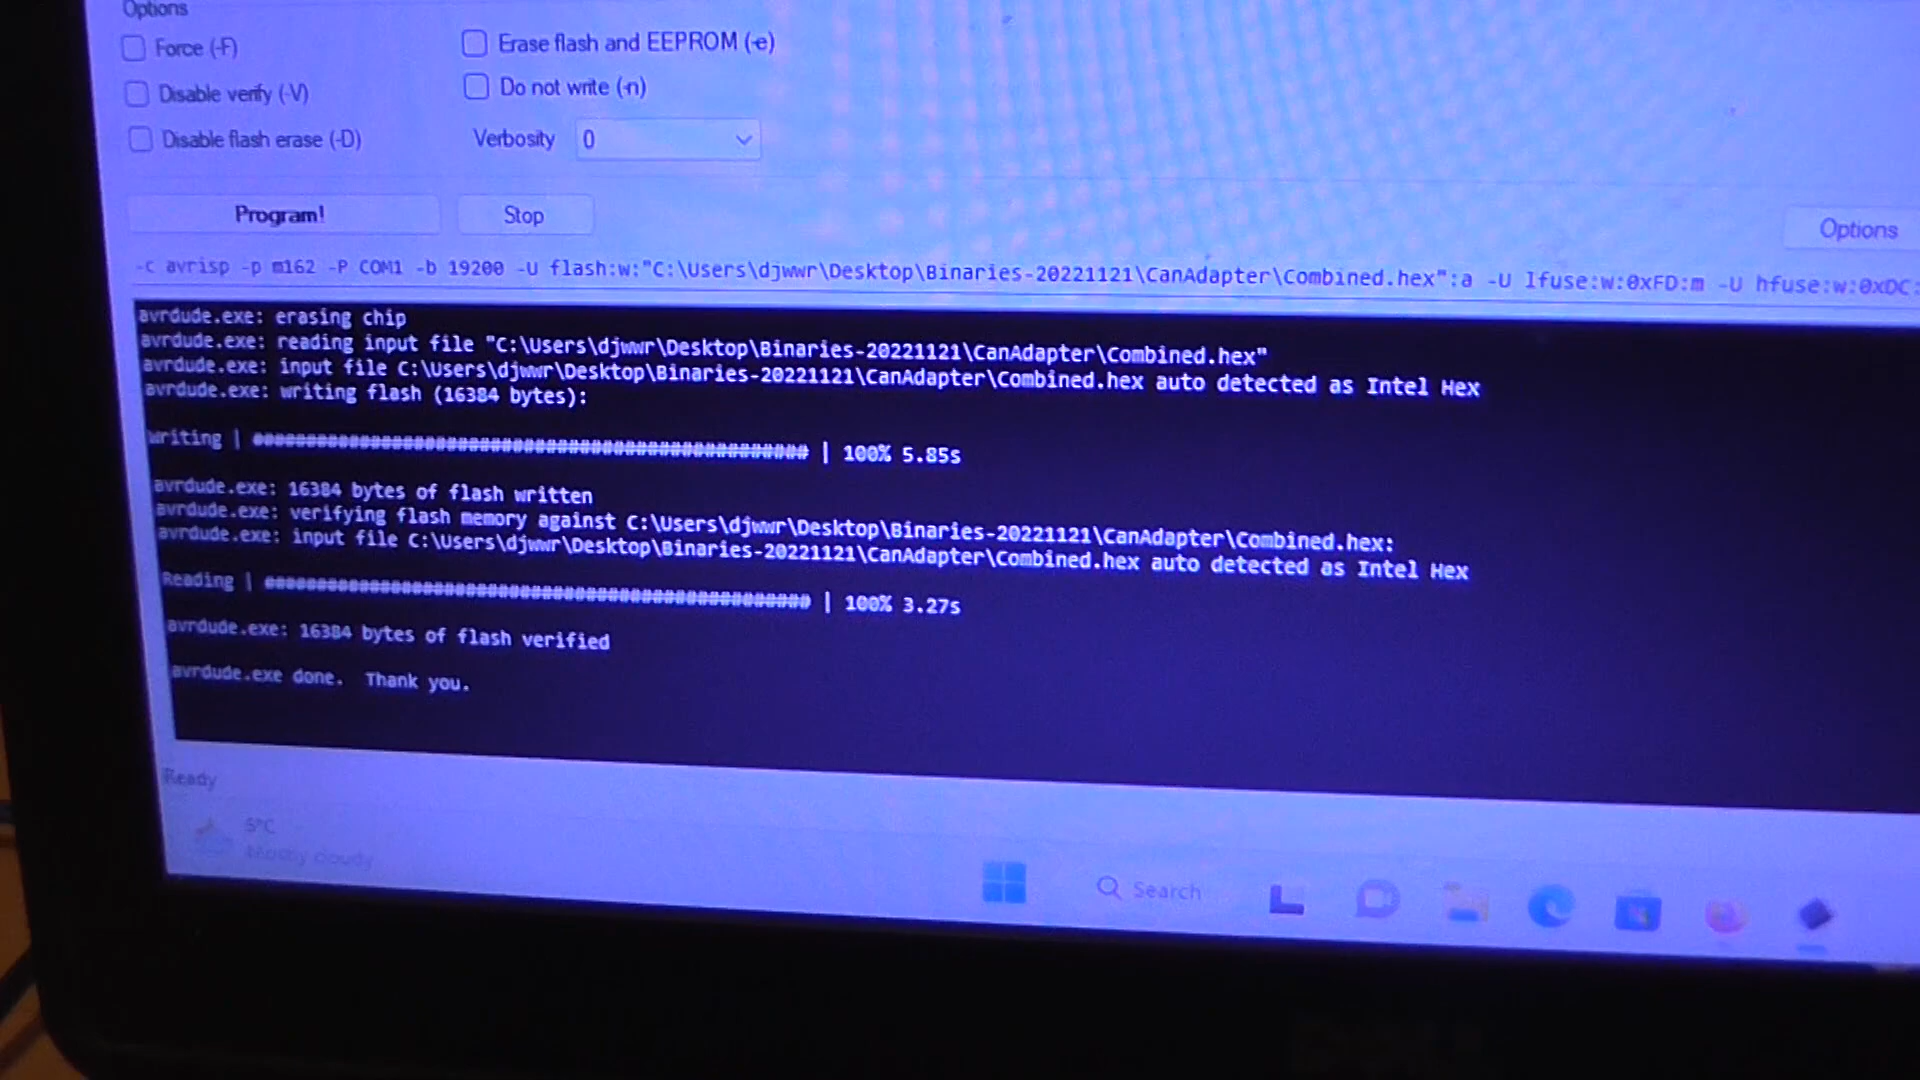 Options
Force (-F)
Erase flash and EEPROM (-e)
Disable verify (-V)
Do not write (-n)
Disable flash erase (-D)
Verbosity 0
Program!
Stop
Options
-c avrisp -p m162 -P COM1 -b 19200 -U flash:w:"C:\Users\djwwr\Desktop\Binaries-20221121\CanAdapter\Combined.hex":a -U lfuse:w:0xFD:m -U hfuse:w:0xDC:
avrdude.exe: erasing chip
avrdude.exe: reading input file "C:\Users\djwwr\Desktop\Binaries-20221121\CanAdapter\Combined.hex"
avrdude.exe: input file C:\Users\djwwr\Desktop\Binaries-20221121\CanAdapter\Combined.hex auto detected as Intel Hex
avrdude.exe: writing flash (16384 bytes):
Writing | ################################################## | 100% 5.85s
avrdude.exe: 16384 bytes of flash written
avrdude.exe: verifying flash memory against C:\Users\djwwr\Desktop\Binaries-20221121\CanAdapter\Combined.hex:
avrdude.exe: input file C:\Users\djwwr\Desktop\Binaries-20221121\CanAdapter\Combined.hex auto detected as Intel Hex
Reading | ################################################## | 100% 3.27s
avrdude.exe: 16384 bytes of flash verified
avrdude.exe done.  Thank you.
Ready
5°C
Mostly cloudy
Search